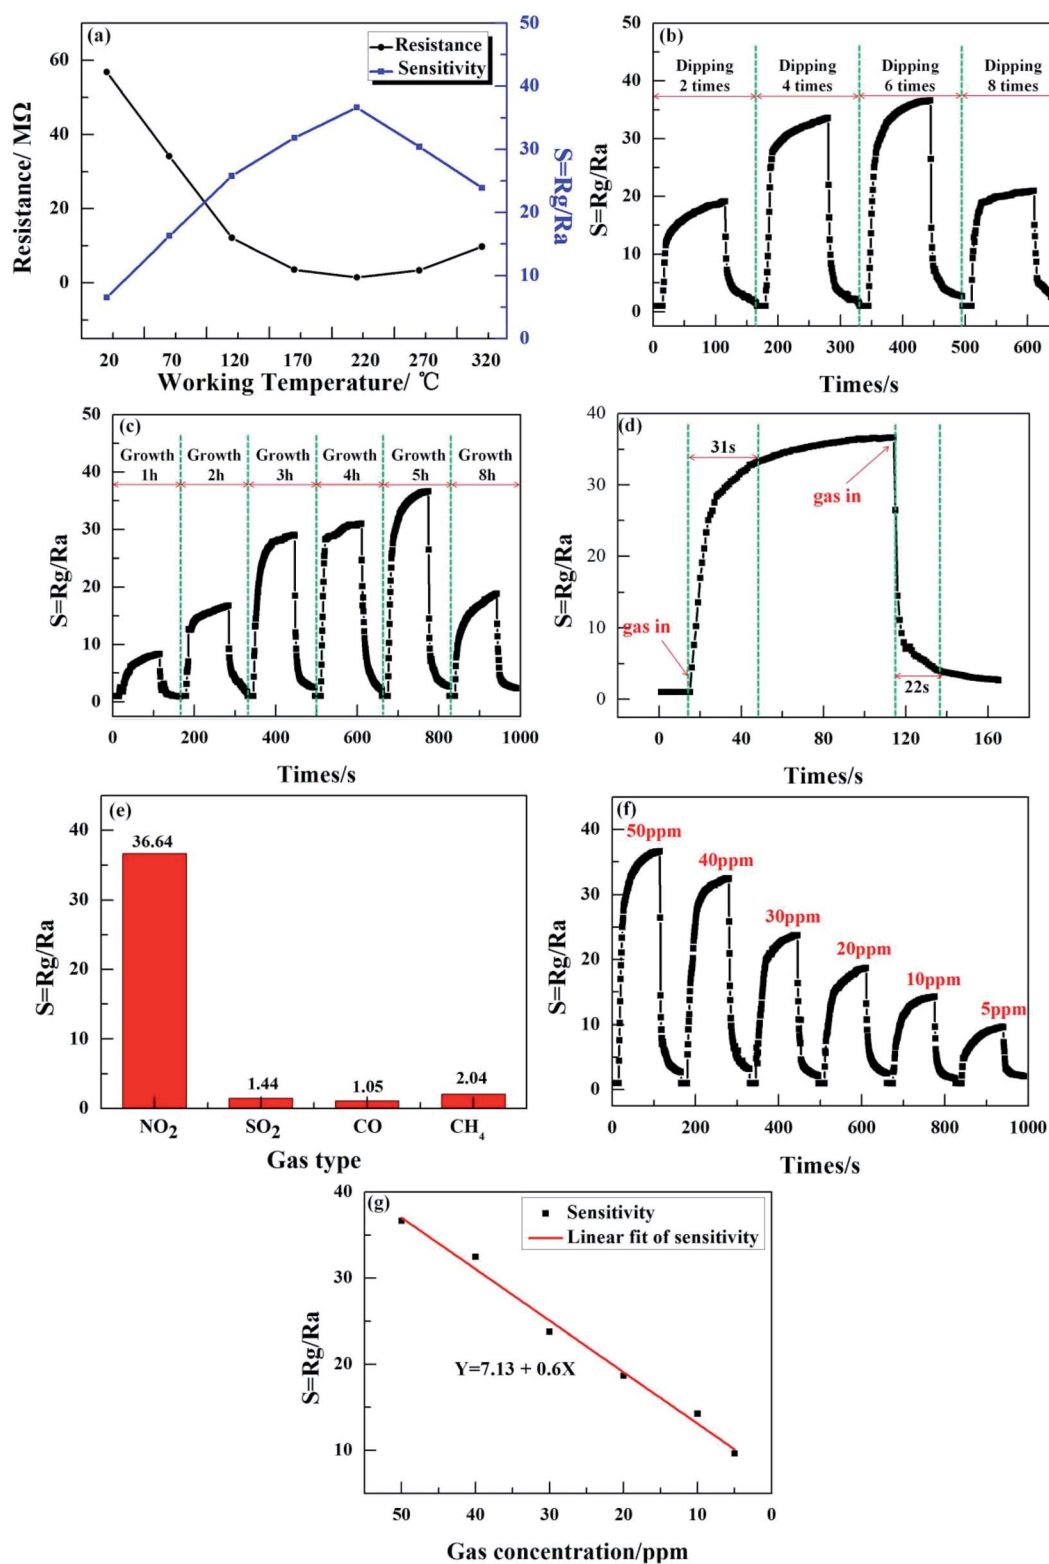 (a)
Resistance
Sensitivity
Resistance/ MΩ
60
40
20
0
S=Rg/Ra
50
40
30
20
10
0
20 70 120 170 220 270 320
Working Temperature/ ℃
(b)
S=Rg/Ra
50
40
30
20
10
0
Dipping
2 times
Dipping
4 times
Dipping
6 times
Dipping
8 times
0 100 200 300 400 500 600
Times/s
(c)
S=Rg/Ra
50
40
30
20
10
0
Growth
1h
Growth
2h
Growth
3h
Growth
4h
Growth
5h
Growth
8h
0 200 400 600 800 1000
Times/s
(d)
S=Rg/Ra
40
30
20
10
0
31s
gas in
gas in
22s
0 40 80 120 160
Times/s
(e)
S=Rg/Ra
40
30
20
10
0
36.64
1.44
1.05
2.04
NO2 SO2 CO CH4
Gas type
(f)
S=Rg/Ra
40
30
20
10
0
50ppm
40ppm
30ppm
20ppm
10ppm
5ppm
0 200 400 600 800 1000
Times/s
(g)
Sensitivity
Linear fit of sensitivity
S=Rg/Ra
40
30
20
10
Y=7.13 + 0.6X
50 40 30 20 10 0
Gas concentration/ppm